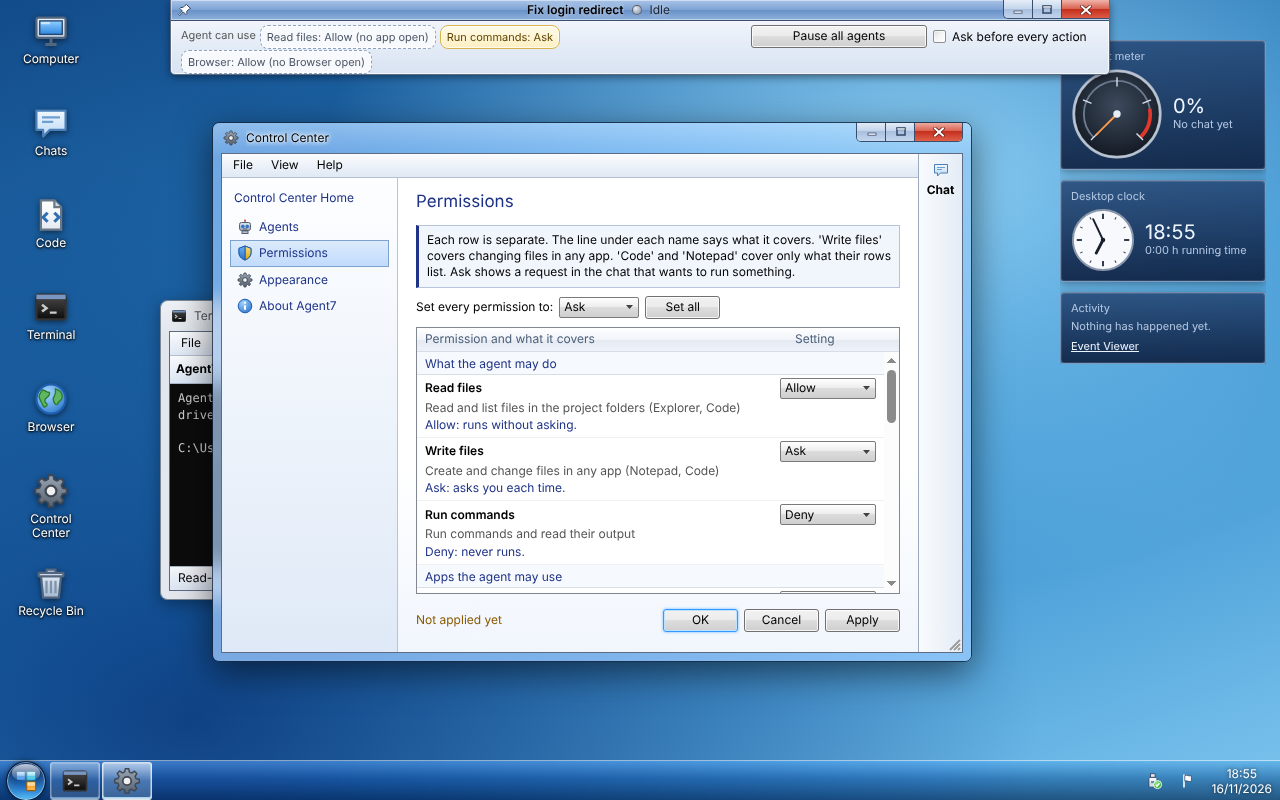 Fix login redirect Idle
Agent can use Read files: Allow (no app open) Run commands: Ask
Browser: Allow (no Browser open)
Pause all agents Ask before every action
Computer
Chats
Code
Terminal
Browser
Control
Center
Recycle Bin
meter
0%
No chat yet
Desktop clock
18:55
0:00 h running time
Activity
Nothing has happened yet.
Event Viewer
File
Agent
drive
C:\Us
Read-
Control Center
File View Help
Control Center Home
Agents
Permissions
Appearance
About Agent7
Permissions
Each row is separate. The line under each name says what it covers. 'Write files'
covers changing files in any app. 'Code' and 'Notepad' cover only what their rows
list. Ask shows a request in the chat that wants to run something.
Set every permission to: Ask Set all
Permission and what it covers Setting
What the agent may do
Read files Allow
Read and list files in the project folders (Explorer, Code)
Allow: runs without asking.
Write files Ask
Create and change files in any app (Notepad, Code)
Ask: asks you each time.
Run commands Deny
Run commands and read their output
Deny: never runs.
Apps the agent may use
Not applied yet OK Cancel Apply
Chat
18:55
16/11/2026